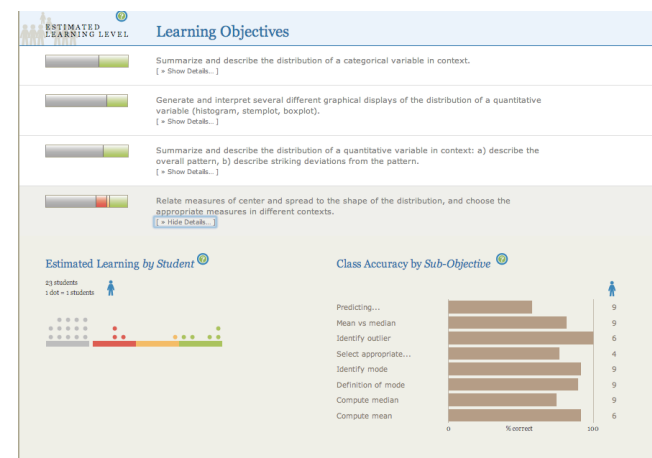 ESTIMATED
LEARNING LEVEL
Learning Objectives
Summarize and describe the distribution of a categorical variable in context.
[ » Show Details... ]
Generate and interpret several different graphical displays of the distribution of a quantitative
variable (histogram, stemplot, boxplot).
[ » Show Details... ]
Summarize and describe the distribution of a quantitative variable in context: a) describe the
overall pattern, b) describe striking deviations from the pattern.
[ » Show Details... ]
Relate measures of center and spread to the shape of the distribution, and choose the
appropriate measures in different contexts.
[ » Hide Details... ]
Estimated Learning by Student
23 students
1 dot = 1 students
Class Accuracy by Sub-Objective
Predicting... 9
Mean vs median 9
Identify outlier 6
Select appropriate... 4
Identify mode 9
Definition of mode 9
Compute median 9
Compute mean 6
0 % correct 100